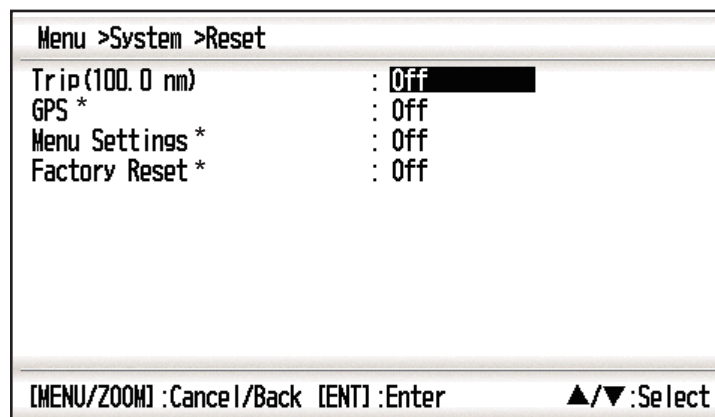 Menu >System >Reset
Trip(100.0 nm) : Off
GPS * : Off
Menu Settings * : Off
Factory Reset * : Off
[MENU/ZOOM] :Cancel/Back [ENT] :Enter ▲/▼:Select